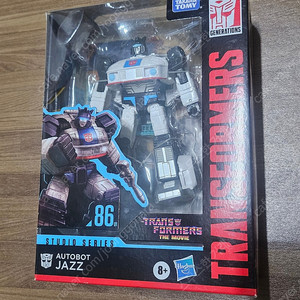 TAKARA
TOMY
GENERATIONS
TRANSFORMERS
86
TRANSFORMERS
THE MOVIE
STUDIO SERIES
AUTOBOT
JAZZ
8+
Hasbro